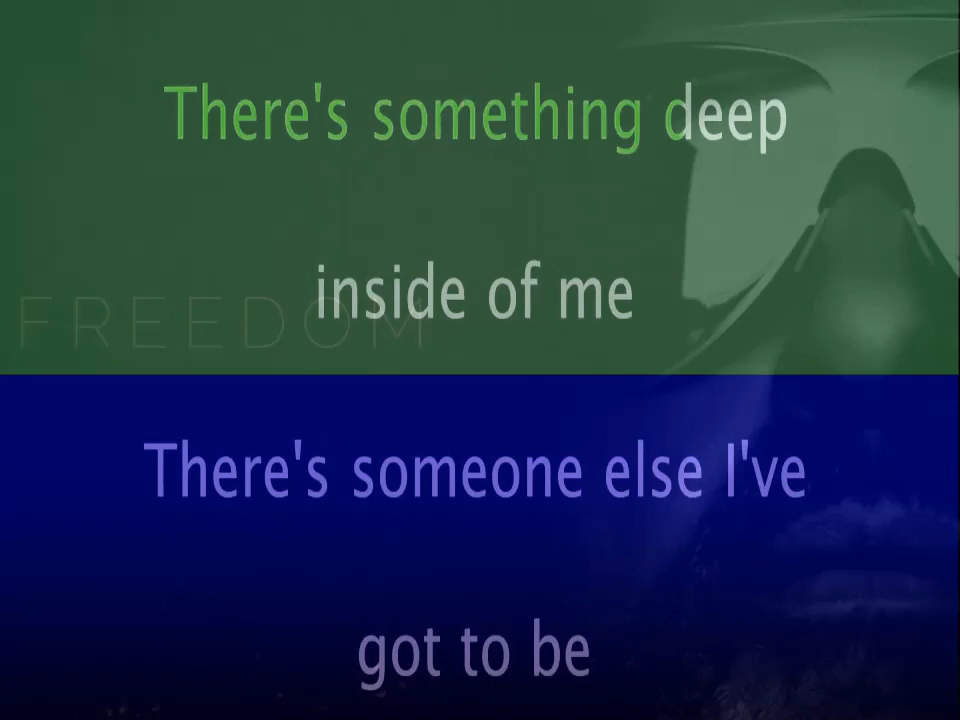 There's something deep
inside of me
FREEDOM
There's someone else I've
got to be